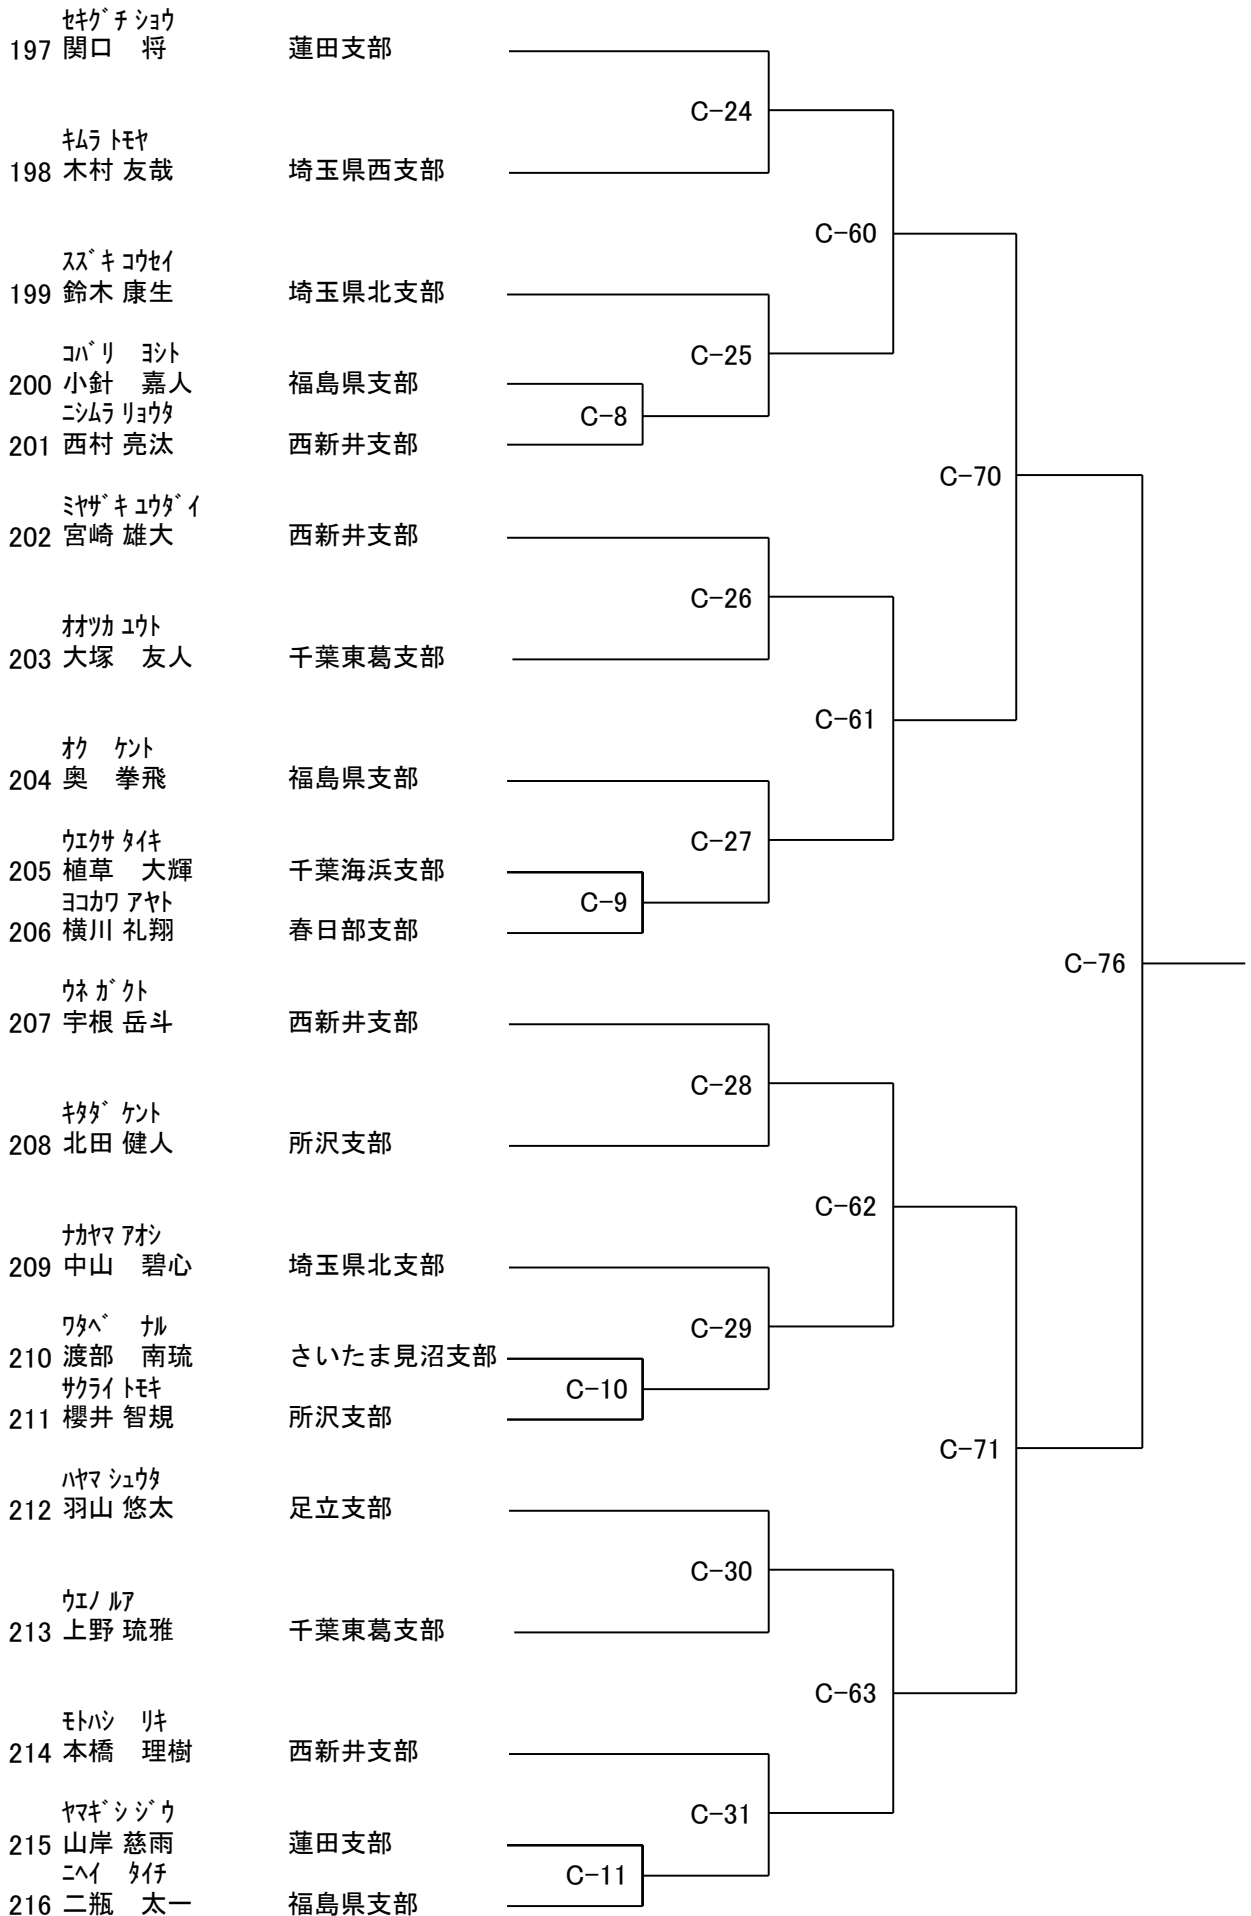 ｾｷｸﾞﾁ ｼｮｳ
197 関口　将 蓮田支部
C-24
ｷﾑﾗ ﾄﾓﾔ
198 木村 友哉 埼玉県西支部
C-60
ｽｽﾞｷ ｺｳｾｲ
199 鈴木 康生 埼玉県北支部
ｺﾊﾞﾘ　ﾖｼﾄ
C-25
200 小針　嘉人 福島県支部
ﾆｼﾑﾗ ﾘｮｳﾀ
C-8
201 西村 亮汰 西新井支部
C-70
ﾐﾔｻﾞｷ ﾕｳﾀﾞｲ
202 宮崎 雄大 西新井支部
C-26
ｵｵﾂｶ ﾕｳﾄ
203 大塚　友人 千葉東葛支部
C-61
ｵｸ　ｹﾝﾄ
204 奥　拳飛 福島県支部
ｳｴｸｻ ﾀｲｷ
C-27
205 植草　大輝 千葉海浜支部
ﾖｺｶﾜ ｱﾔﾄ
C-9
206 横川 礼翔 春日部支部
C-76
ｳﾈ ｶﾞｸﾄ
207 宇根 岳斗 西新井支部
C-28
ｷﾀﾀﾞ ｹﾝﾄ
208 北田 健人 所沢支部
C-62
ﾅｶﾔﾏ ｱｵｼ
209 中山　碧心 埼玉県北支部
ﾜﾀﾍﾞ　ﾅﾙ
C-29
210 渡部　南琉 さいたま見沼支部
ｻｸﾗｲ ﾄﾓｷ
C-10
211 櫻井 智規 所沢支部
C-71
ﾊﾔﾏ ｼｭｳﾀ
212 羽山 悠太 足立支部
C-30
ｳｴﾉ ﾙｱ
213 上野 琉雅 千葉東葛支部
C-63
ﾓﾄﾊｼ　ﾘｷ
214 本橋　理樹 西新井支部
ﾔﾏｷﾞｼ ｼﾞｳ
C-31
215 山岸 慈雨 蓮田支部
ﾆﾍｲ　ﾀｲﾁ
C-11
216 二瓶　太一 福島県支部